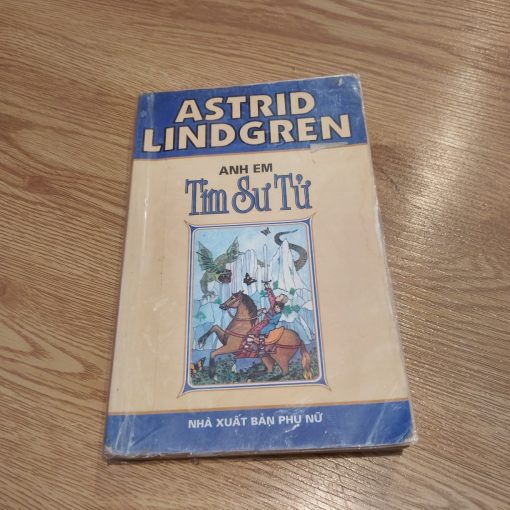 ASTRID
LINDGREN
ANH EM
Tim Sư Tử
NHÀ XUẤT BẢN PHỤ NỮ